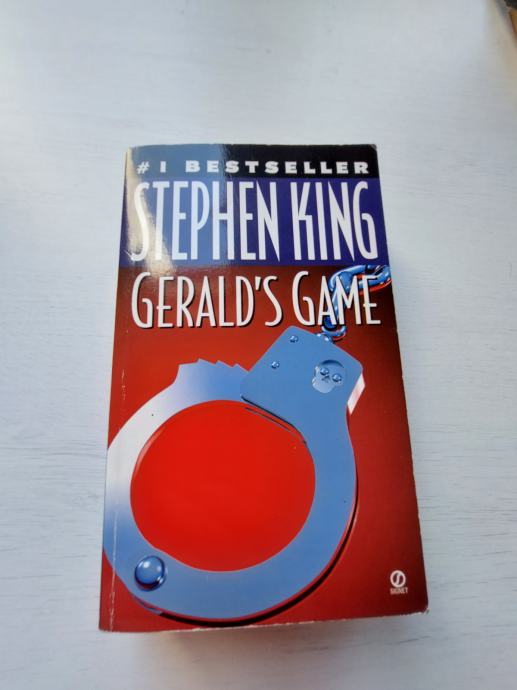 #1 BESTSELLER
STEPHEN KING
GERALD'S GAME
SIGNET